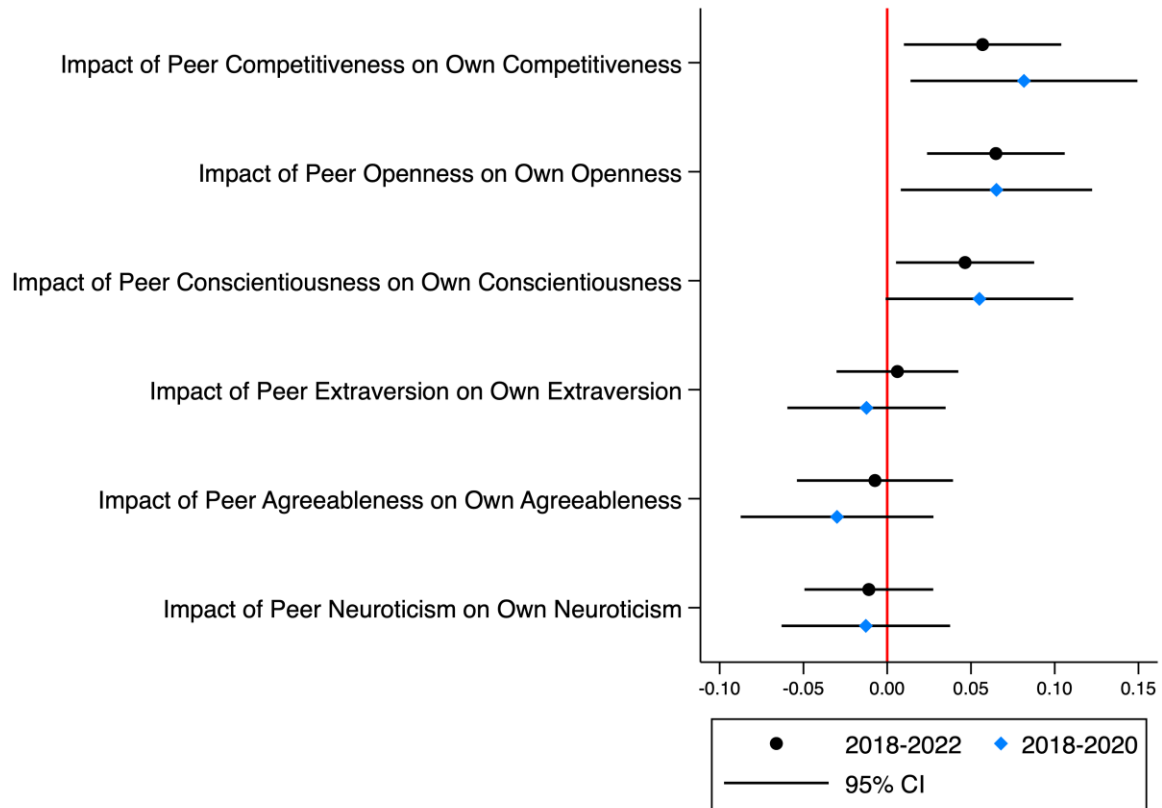 Impact of Peer Competitiveness on Own Competitiveness
Impact of Peer Openness on Own Openness
Impact of Peer Conscientiousness on Own Conscientiousness
Impact of Peer Extraversion on Own Extraversion
Impact of Peer Agreeableness on Own Agreeableness
Impact of Peer Neuroticism on Own Neuroticism
-0.10 -0.05 0.00 0.05 0.10 0.15
2018-2022 2018-2020
95% CI